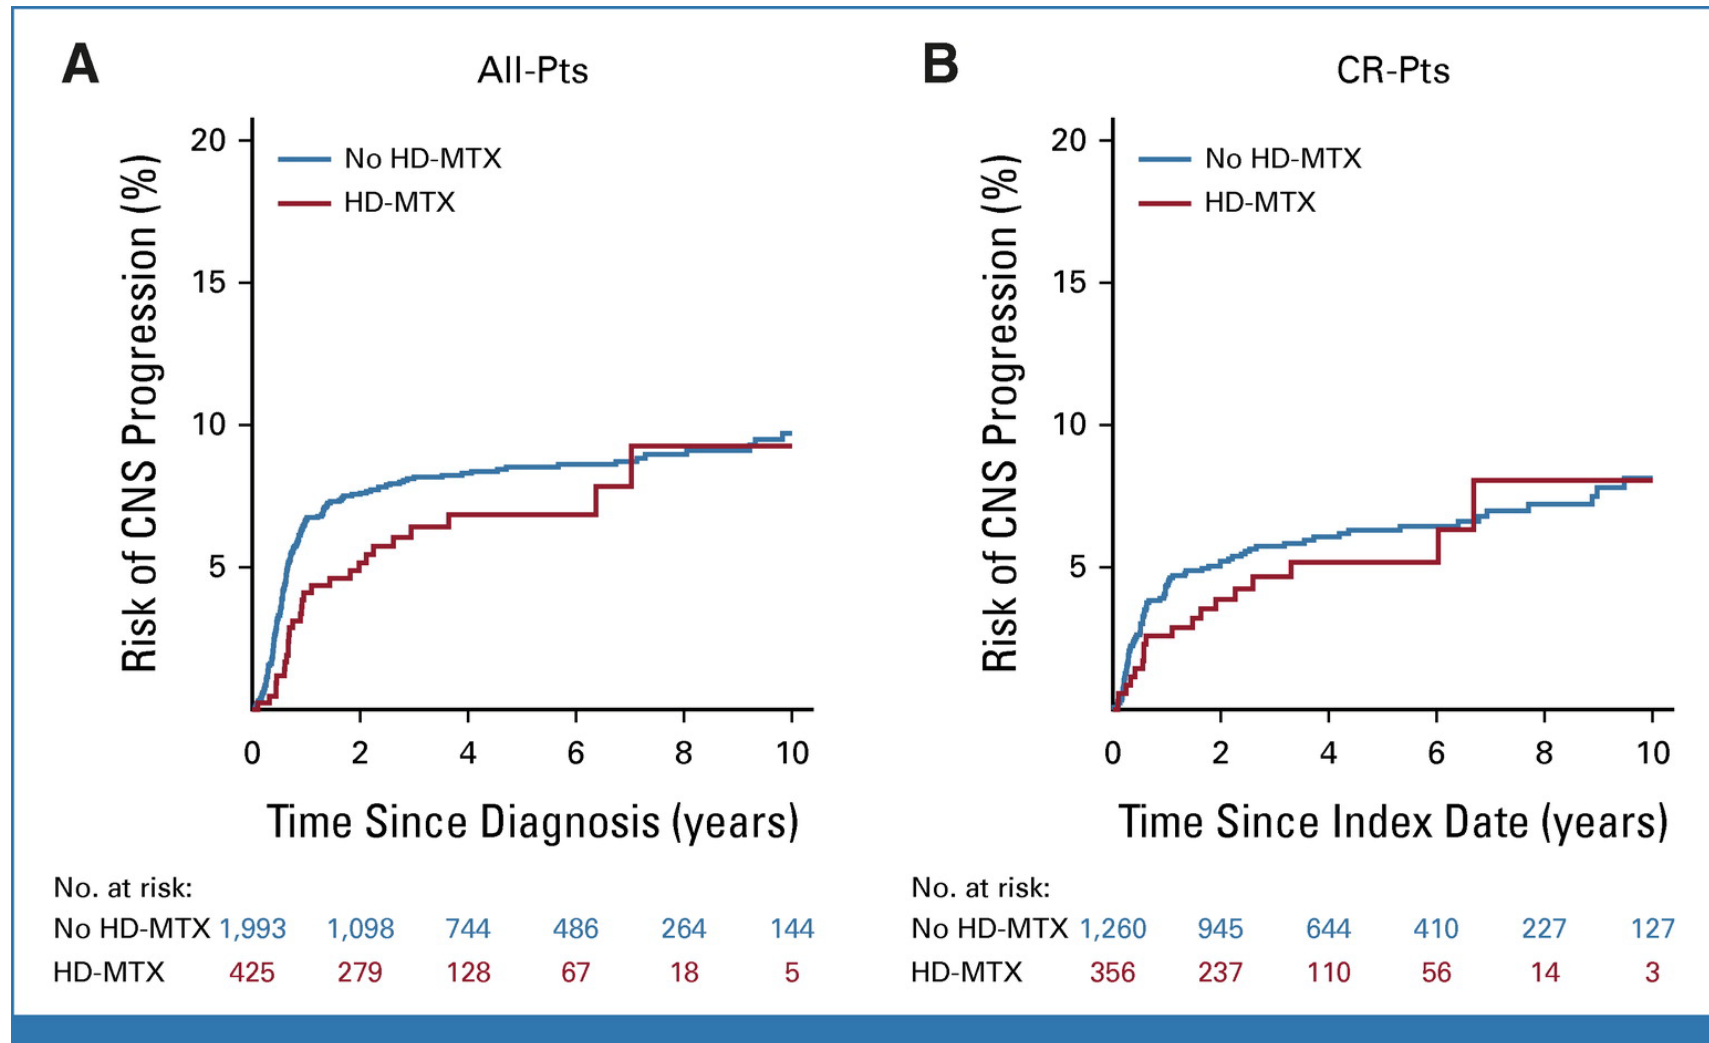 A
All-Pts
20
15
10
5
Risk of CNS Progression (%)
No HD-MTX
HD-MTX
0 2 4 6 8 10
Time Since Diagnosis (years)
No. at risk:
No HD-MTX 1,993 1,098 744 486 264 144
HD-MTX 425 279 128 67 18 5
B
CR-Pts
20
15
10
5
Risk of CNS Progression (%)
No HD-MTX
HD-MTX
0 2 4 6 8 10
Time Since Index Date (years)
No. at risk:
No HD-MTX 1,260 945 644 410 227 127
HD-MTX 356 237 110 56 14 3